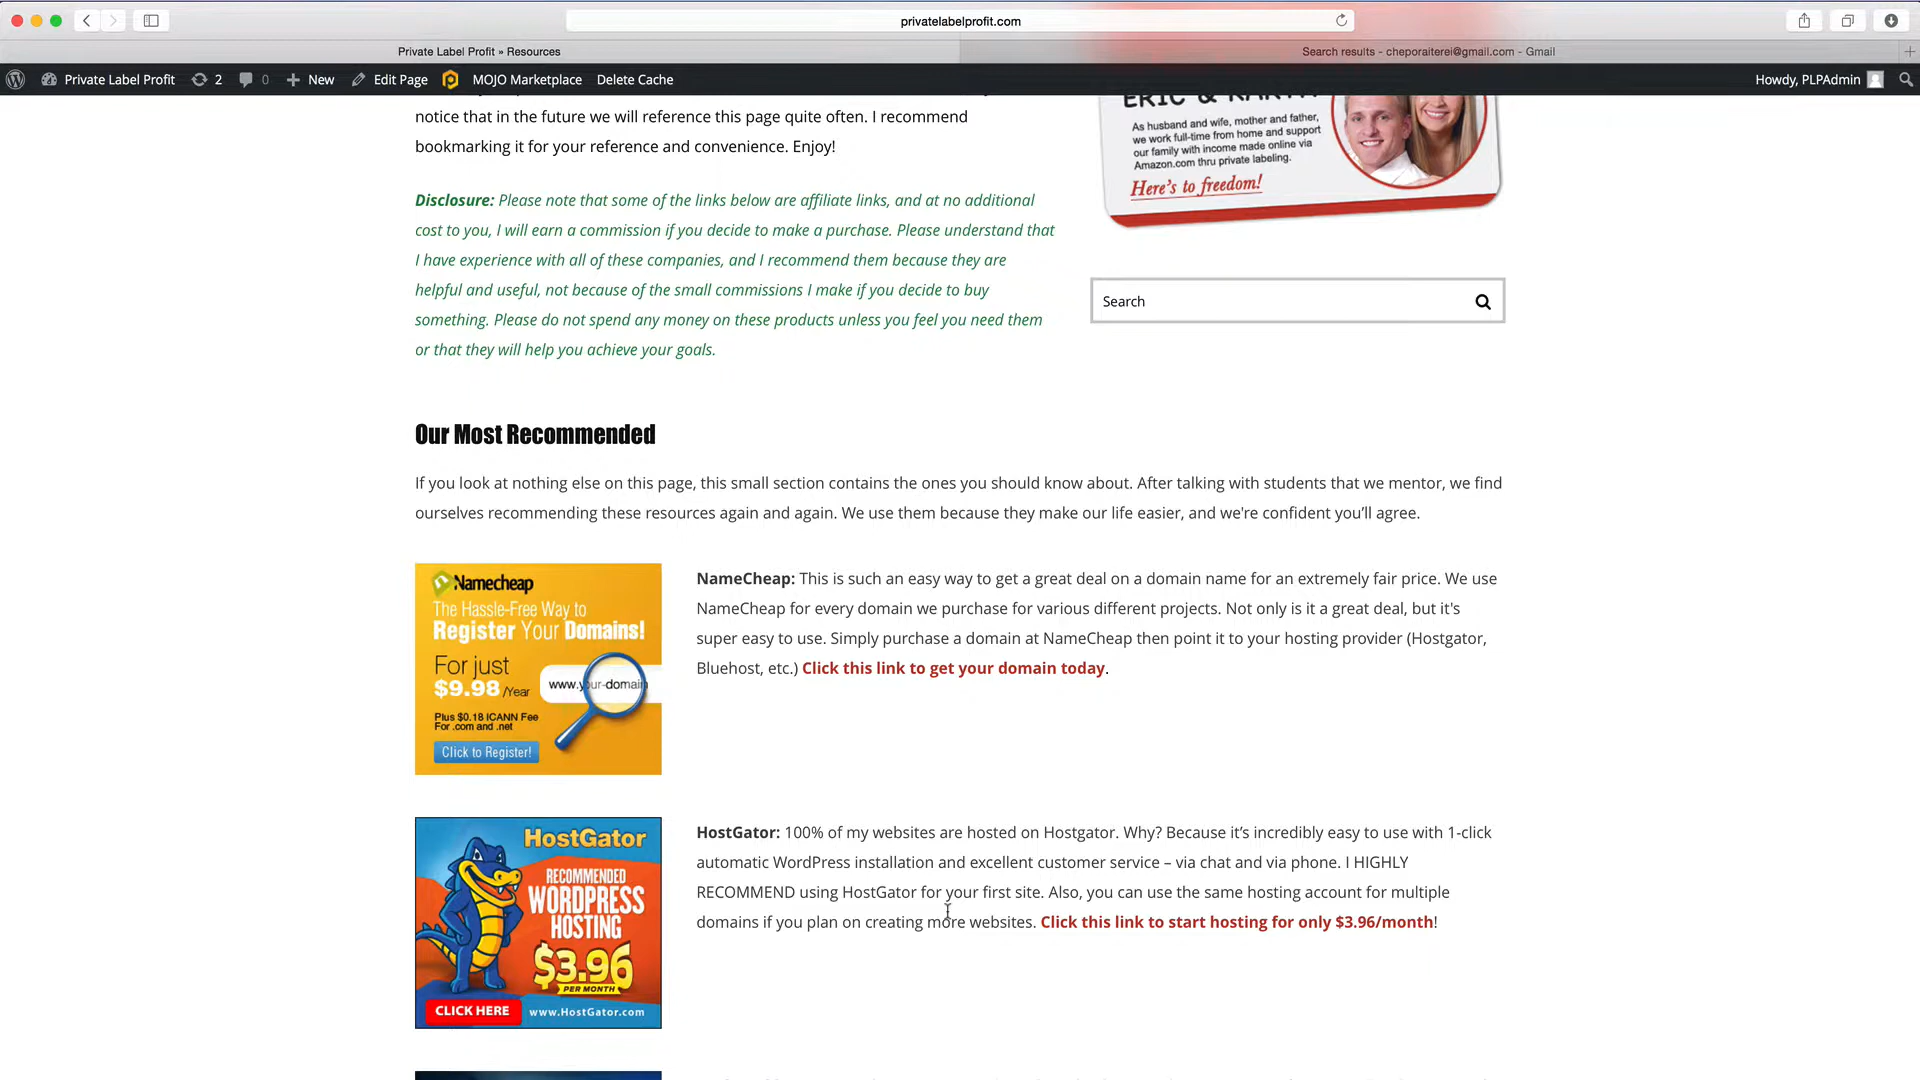 privatelabelprofit.com
Private Label Profit » Resources
Search results - cheporaiterei@gmail.com - Gmail
Private Label Profit 2 0 New Edit Page MOJO Marketplace Delete Cache Howdy, PLPAdmin
notice that in the future we will reference this page quite often. I recommend
bookmarking it for your reference and convenience. Enjoy!
Disclosure: Please note that some of the links below are affiliate links, and at no additional
cost to you, I will earn a commission if you decide to make a purchase. Please understand that
I have experience with all of these companies, and I recommend them because they are
helpful and useful, not because of the small commissions I make if you decide to buy
something. Please do not spend any money on these products unless you feel you need them
or that they will help you achieve your goals.
As husband and wife, mother and father,
we work full-time from home and support
our family with income made online via
Amazon.com thru private labeling.
Here's to freedom!
Search
Our Most Recommended
If you look at nothing else on this page, this small section contains the ones you should know about. After talking with students that we mentor, we find
ourselves recommending these resources again and again. We use them because they make our life easier, and we're confident you'll agree.
Namecheap
The Hassle-Free Way to
Register Your Domains!
For just
$9.98 /Year
www.your-domain
Plus $0.18 ICANN Fee
For .com and .net
Click to Register!
NameCheap: This is such an easy way to get a great deal on a domain name for an extremely fair price. We use
NameCheap for every domain we purchase for various different projects. Not only is it a great deal, but it's
super easy to use. Simply purchase a domain at NameCheap then point it to your hosting provider (Hostgator,
Bluehost, etc.) Click this link to get your domain today.
HostGator
RECOMMENDED
WORDPRESS
HOSTING
$3.96
PER MONTH
CLICK HERE www.HostGator.com
HostGator: 100% of my websites are hosted on Hostgator. Why? Because it's incredibly easy to use with 1-click
automatic WordPress installation and excellent customer service – via chat and via phone. I HIGHLY
RECOMMEND using HostGator for your first site. Also, you can use the same hosting account for multiple
domains if you plan on creating more websites. Click this link to start hosting for only $3.96/month!